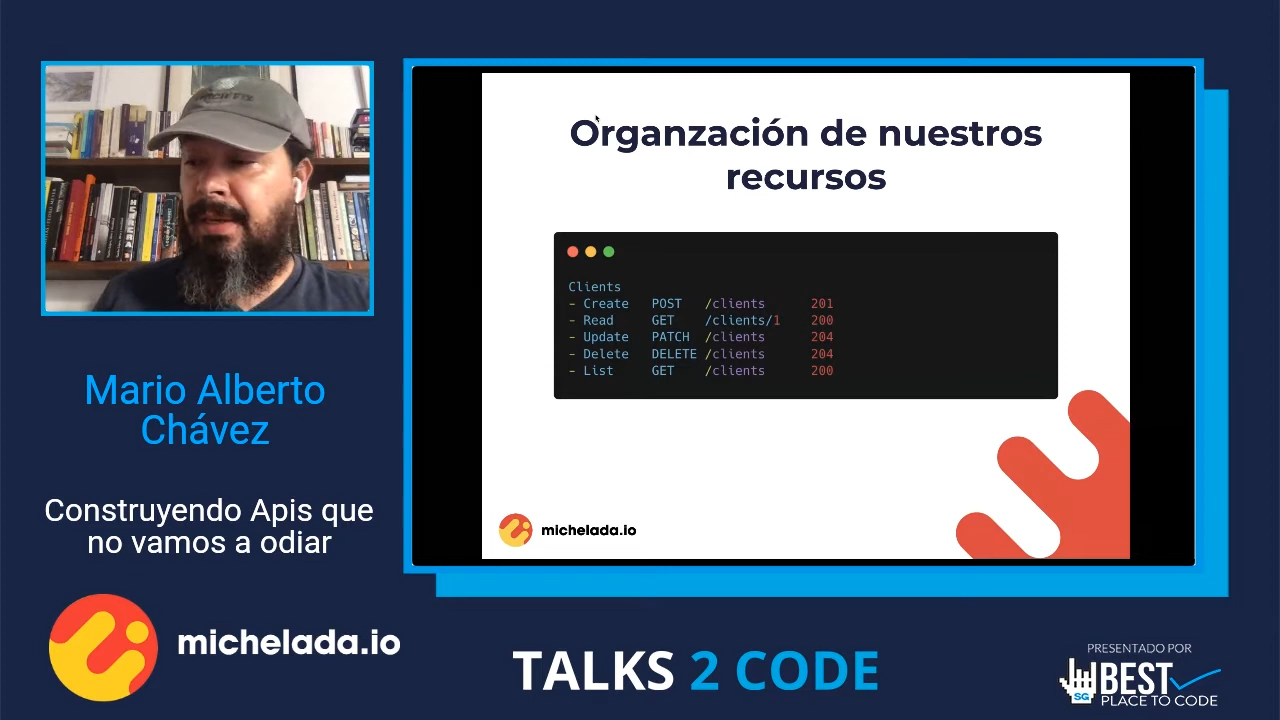 Organzación de nuestros
recursos
Clients
- Create POST /clients 201
- Read GET /clients/1 200
- Update PATCH /clients 204
- Delete DELETE /clients 204
- List GET /clients 200
michelada.io
Mario Alberto
Chávez
Construyendo Apis que
no vamos a odiar
michelada.io
TALKS 2 CODE
PRESENTADO POR
SG
BEST
PLACE TO CODE